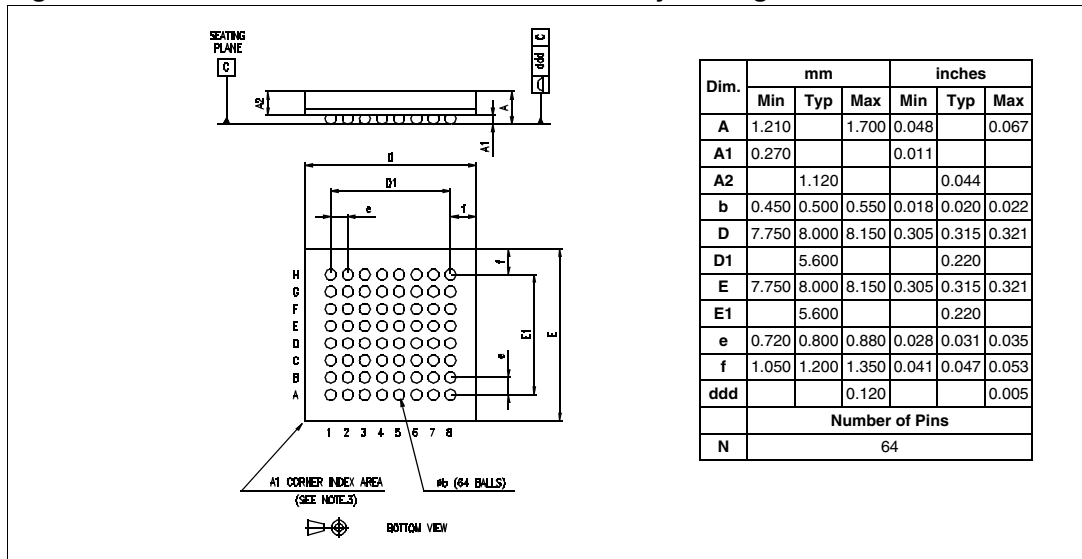 SEATING
PLANE
C
ddd C
A2
A
A1
D
D1
e
f
f
H
G
F
E
D
C
B
A
E1
E
e
1 2 3 4 5 6 7 8
A1 CORNER INDEX AREA
(SEE NOTE.3)
øb (64 BALLS)
BOTTOM VIEW
Dim. mm inches
Min Typ Max Min Typ Max
A 1.210 1.700 0.048 0.067
A1 0.270 0.011
A2 1.120 0.044
b 0.450 0.500 0.550 0.018 0.020 0.022
D 7.750 8.000 8.150 0.305 0.315 0.321
D1 5.600 0.220
E 7.750 8.000 8.150 0.305 0.315 0.321
E1 5.600 0.220
e 0.720 0.800 0.880 0.028 0.031 0.035
f 1.050 1.200 1.350 0.041 0.047 0.053
ddd 0.120 0.005
Number of Pins
N 64